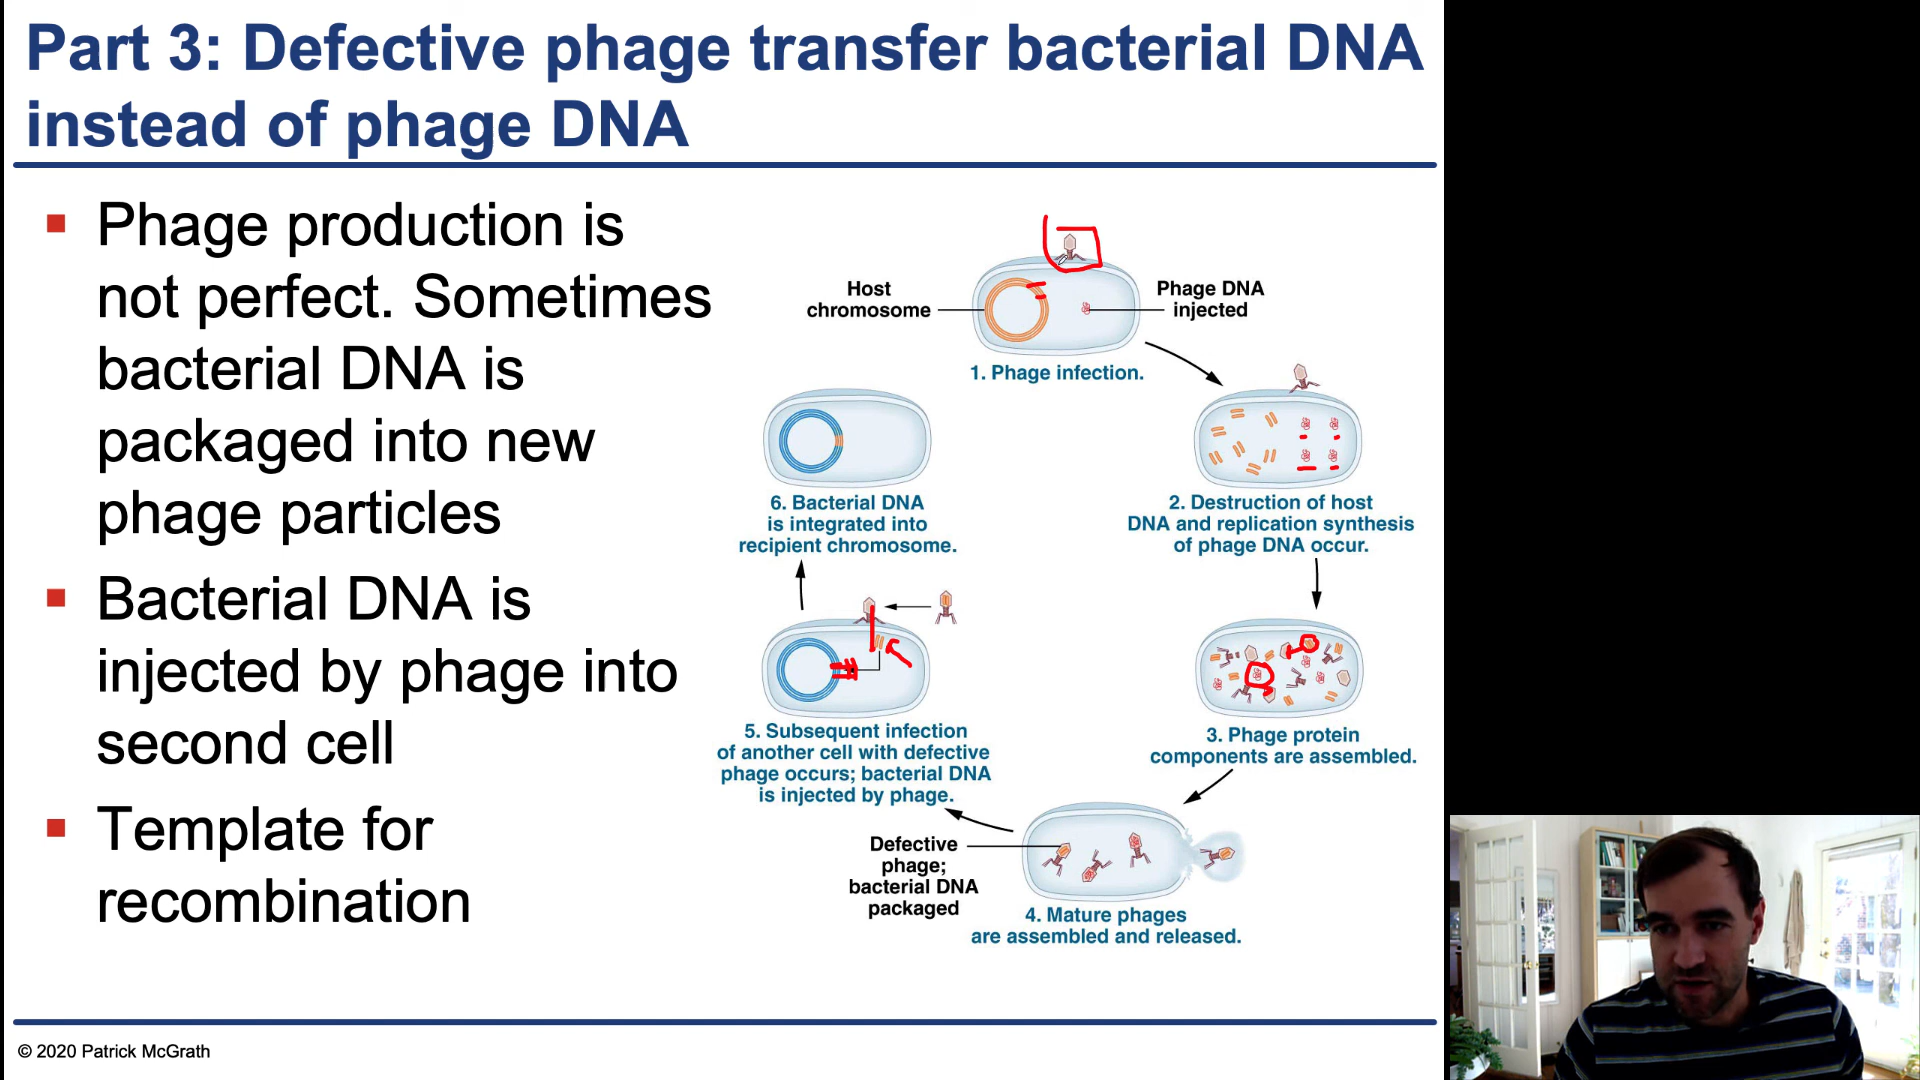 Part 3: Defective phage transfer bacterial DNA
instead of phage DNA
▪ Phage production is
not perfect. Sometimes
bacterial DNA is
packaged into new
phage particles
▪ Bacterial DNA is
injected by phage into
second cell
▪ Template for
recombination
Host
chromosome
Phage DNA
injected
1. Phage infection.
2. Destruction of host
DNA and replication synthesis
of phage DNA occur.
3. Phage protein
components are assembled.
Defective
phage;
bacterial DNA
packaged
4. Mature phages
are assembled and released.
5. Subsequent infection
of another cell with defective
phage occurs; bacterial DNA
is injected by phage.
6. Bacterial DNA
is integrated into
recipient chromosome.
© 2020 Patrick McGrath